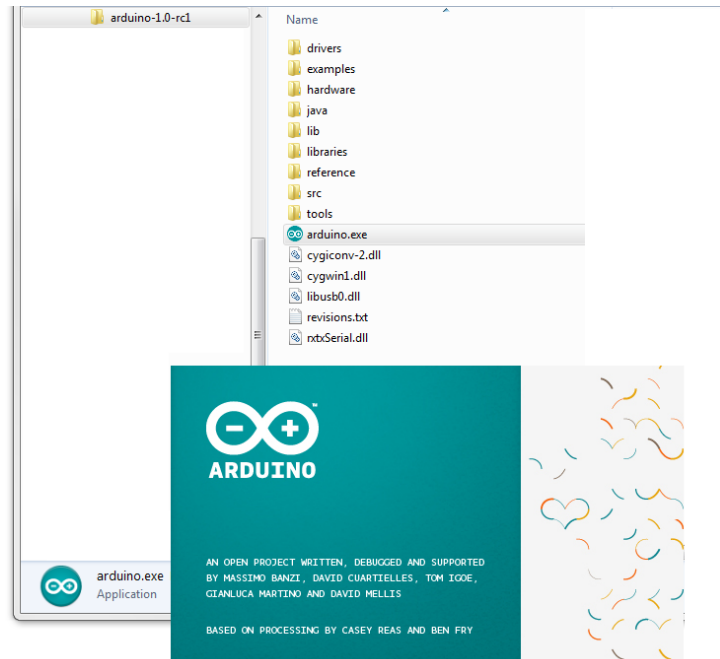 arduino-1.0-rc1
Name
drivers
examples
hardware
java
lib
libraries
reference
src
tools
arduino.exe
cygiconv-2.dll
cygwin1.dll
libusb0.dll
revisions.txt
rxtxSerial.dll
ARDUINO
™
AN OPEN PROJECT WRITTEN, DEBUGGED AND SUPPORTED
BY MASSIMO BANZI, DAVID CUARTIELLES, TOM IGOE,
GIANLUCA MARTINO AND DAVID MELLIS
BASED ON PROCESSING BY CASEY REAS AND BEN FRY
arduino.exe
Application